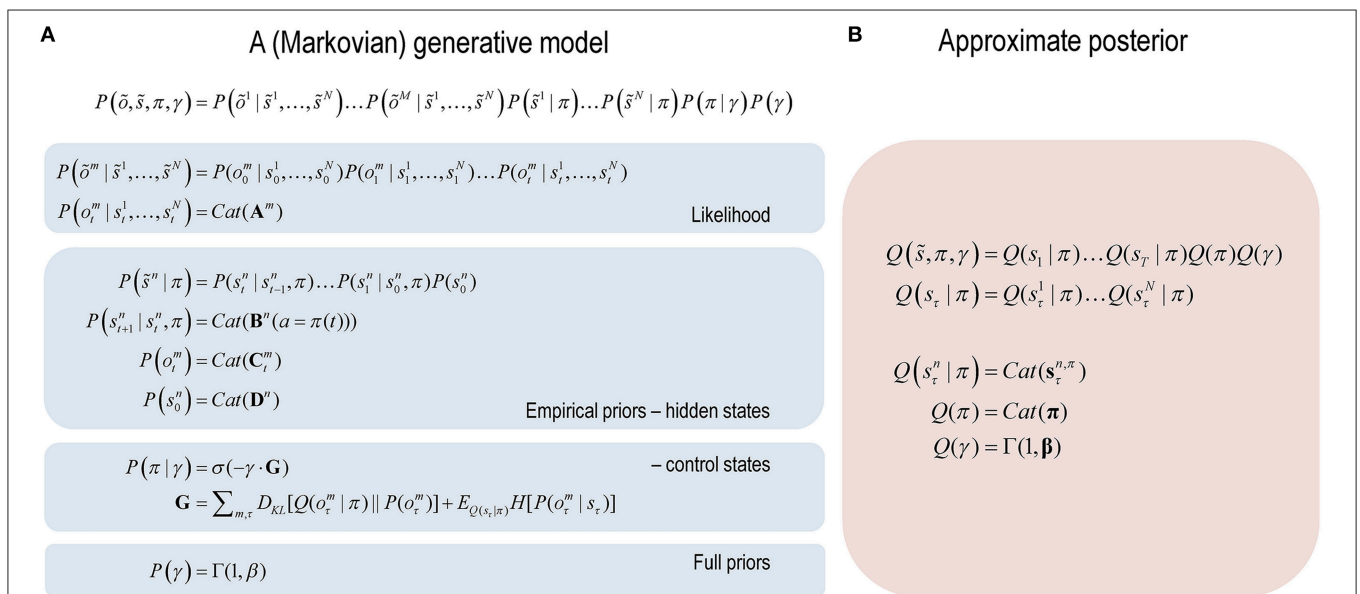 A
A (Markovian) generative model
P(õ, s̃, π, γ) = P(õ¹ | s̃¹,…, s̃ᴺ)…P(õᴹ | s̃¹,…, s̃ᴺ)P(s̃¹ | π)…P(s̃ᴺ | π)P(π | γ)P(γ)
P(õᵐ | s̃¹,…, s̃ᴺ) = P(o₀ᵐ | s₀¹,…, s₀ᴺ)P(o₁ᵐ | s₁¹,…, s₁ᴺ)…P(oₜᵐ | sₜ¹,…, sₜᴺ)
P(oₜᵐ | sₜ¹,…, sₜᴺ) = Cat(Aᵐ)
Likelihood
P(s̃ⁿ | π) = P(sₜⁿ | sₜ₋₁ⁿ, π)…P(s₁ⁿ | s₀ⁿ, π)P(s₀ⁿ)
P(sₜ₊₁ⁿ | sₜⁿ, π) = Cat(Bⁿ(a = π(t)))
P(oₜᵐ) = Cat(Cₜᵐ)
P(s₀ⁿ) = Cat(Dⁿ)
Empirical priors – hidden states
P(π | γ) = σ(−γ · G)
– control states
G = ∑_{m,τ} D_{KL}[Q(o_τᵐ | π) || P(o_τᵐ)] + E_{Q(s_τ|π)}H[P(o_τᵐ | s_τ)]
Full priors
P(γ) = Γ(1, β)
B
Approximate posterior
Q(s̃, π, γ) = Q(s₁ | π)…Q(s_T | π)Q(π)Q(γ)
Q(s_τ | π) = Q(s_τ¹ | π)…Q(s_τᴺ | π)
Q(s_τⁿ | π) = Cat(s_τ^{n,π})
Q(π) = Cat(π)
Q(γ) = Γ(1, β)